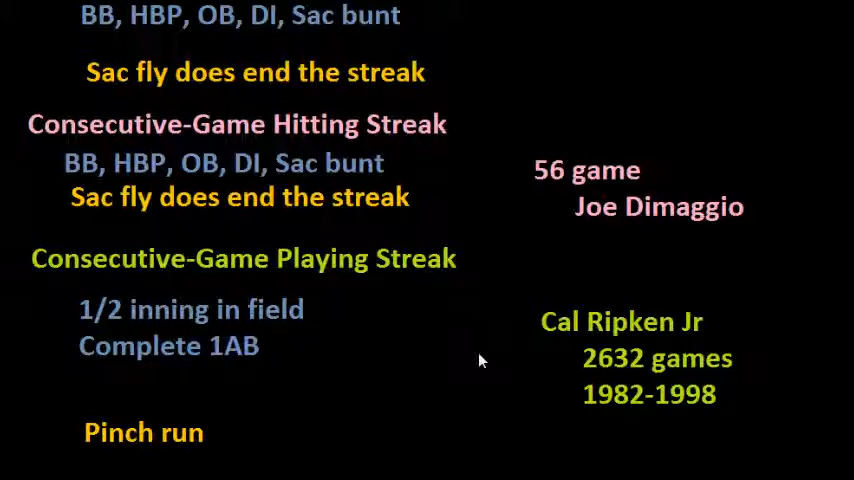 BB, HBP, OB, DI, Sac bunt
Sac fly does end the streak
Consecutive-Game Hitting Streak
BB, HBP, OB, DI, Sac bunt
Sac fly does end the streak
56 game
Joe Dimaggio
Consecutive-Game Playing Streak
1/2 inning in field
Complete 1AB
Pinch run
Cal Ripken Jr
2632 games
1982-1998